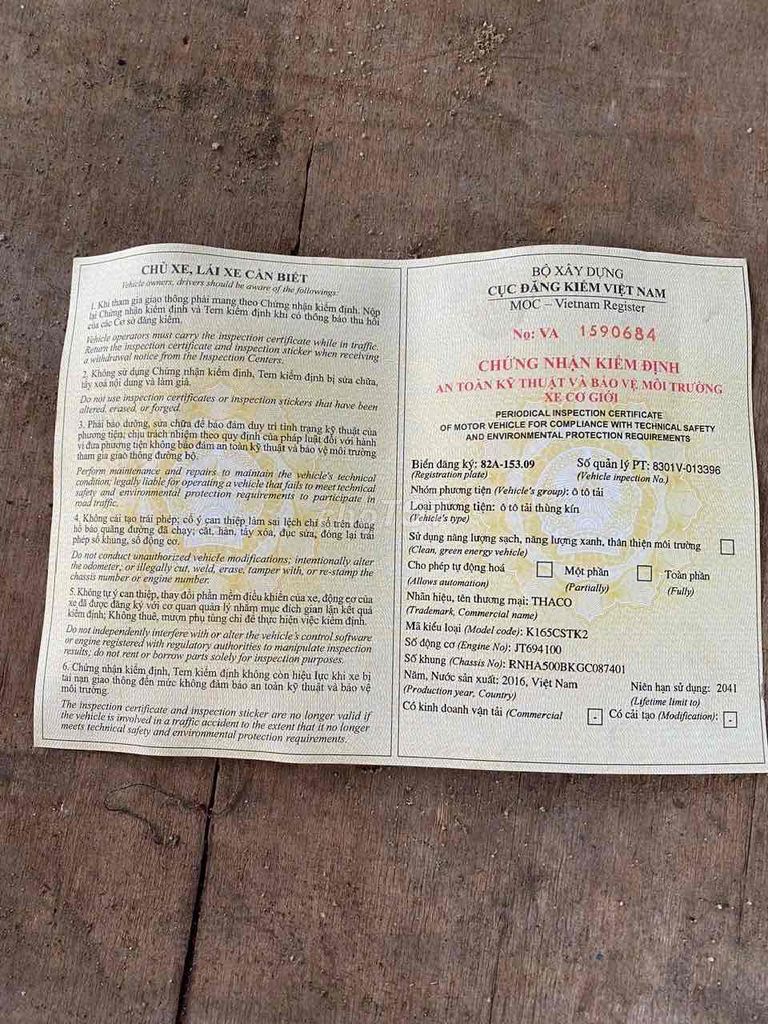 CHỦ XE, LÁI XE CẦN BIẾT
Vehicle owners, drivers should be aware of the followings:
1. Khi tham gia giao thông phải mang theo Chứng nhận kiểm định. Nộp
lại Chứng nhận kiểm định và Tem kiểm định khi có thông báo thu hồi
của các Cơ sở đăng kiểm.
Vehicle operators must carry the inspection certificate while in traffic.
Return the inspection certificate and inspection sticker when receiving
a withdrawal notice from the Inspection Centers.
2. Không sử dụng Chứng nhận kiểm định, Tem kiểm định bị sửa chữa,
tẩy xoá nội dung và làm giả.
Do not use inspection certificates or inspection stickers that have been
altered, erased, or forged.
3. Phải bảo dưỡng, sửa chữa để bảo đảm duy trì tình trạng kỹ thuật của
phương tiện; chịu trách nhiệm theo quy định của pháp luật đối với hành
vi đưa phương tiện không bảo đảm an toàn kỹ thuật và bảo vệ môi trường
tham gia giao thông đường bộ.
Perform maintenance and repairs to maintain the vehicle's technical
condition; legally liable for operating a vehicle that fails to meet technical
safety and environmental protection requirements to participate in
road traffic.
4. Không cải tạo trái phép; cố ý can thiệp làm sai lệch chỉ số trên đồng
hồ báo quãng đường đã chạy; cắt, hàn, tẩy xóa, đục sửa, đóng lại trái
phép số khung, số động cơ.
Do not conduct unauthorized vehicle modifications; intentionally alter
the odometer; or illegally cut, weld, erase, tamper with, or re-stamp the
chassis number or engine number.
5. Không tự ý can thiệp, thay đổi phần mềm điều khiển của xe, động cơ của
xe đã được đăng ký với cơ quan quản lý nhằm mục đích gian lận kết quả
kiểm định; Không thuê, mượn phụ tùng chỉ để thực hiện việc kiểm định.
Do not independently interfere with or alter the vehicle's control software
or engine registered with regulatory authorities to manipulate inspection
results; do not rent or borrow parts solely for inspection purposes.
6. Chứng nhận kiểm định, Tem kiểm định không còn hiệu lực khi xe bị
tai nạn giao thông đến mức không đảm bảo an toàn kỹ thuật và bảo vệ
môi trường.
The inspection certificate and inspection sticker are no longer valid if
the vehicle is involved in a traffic accident to the extent that it no longer
meets technical safety and environmental protection requirements.
BỘ XÂY DỰNG
CỤC ĐĂNG KIỂM VIỆT NAM
MOC – Vietnam Register
No: VA 1590684
CHỨNG NHẬN KIỂM ĐỊNH
AN TOÀN KỸ THUẬT VÀ BẢO VỆ MÔI TRƯỜNG
XE CƠ GIỚI
PERIODICAL INSPECTION CERTIFICATE
OF MOTOR VEHICLE FOR COMPLIANCE WITH TECHNICAL SAFETY
AND ENVIRONMENTAL PROTECTION REQUIREMENTS
Biển đăng ký: 82A-153.09 Số quản lý PT: 8301V-013396
(Registration plate) (Vehicle inpection No.)
Nhóm phương tiện (Vehicle's group): ô tô tải
Loại phương tiện: ô tô tải thùng kín
(Vehicle's type)
Sử dụng năng lượng sạch, năng lượng xanh, thân thiện môi trường
(Clean, green energy vehicle)
Cho phép tự động hoá Một phần Toàn phần
(Allows automation) (Partially) (Fully)
Nhãn hiệu, tên thương mại: THACO
(Trademark, Commercial name)
Mã kiểu loại (Model code): K165CSTK2
Số động cơ (Engine No): JT694100
Số khung (Chassis No): RNHA500BKGC087401
Năm, Nước sản xuất: 2016, Việt Nam Niên hạn sử dụng: 2041
(Production year, Country) (Lifetime limit to)
Có kinh doanh vận tải (Commercial - Có cải tạo (Modification): -